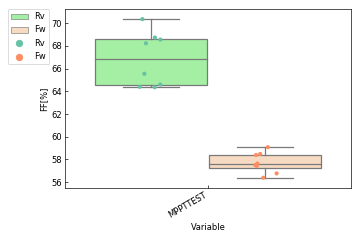 Rv
Fw
Rv
Fw
FF[%]
70
68
66
64
62
60
58
56
MPPTTEST
Variable